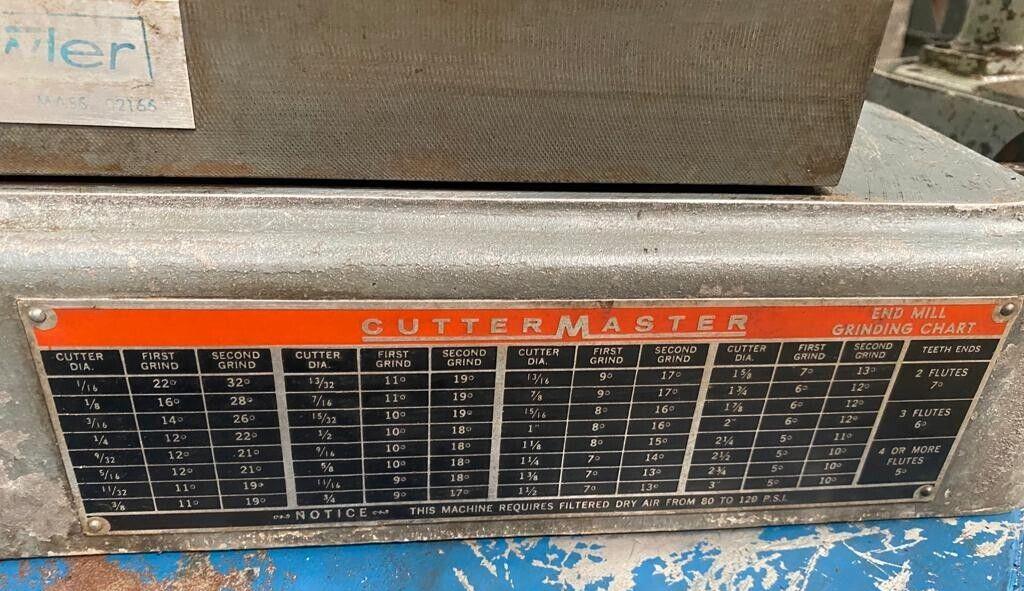 ler
MASS 02166
CUTTERMASTER
END MILL
GRINDING CHART
CUTTER DIA. FIRST GRIND SECOND GRIND CUTTER DIA. FIRST GRIND SECOND GRIND CUTTER DIA. FIRST GRIND SECOND GRIND CUTTER DIA. FIRST GRIND SECOND GRIND TEETH ENDS
1/16 22° 32° 13/32 11° 19° 13/16 9° 17° 1 5/8 7° 13°
1/8 16° 28° 7/16 11° 19° 7/8 9° 17° 1 3/4 6° 12°
3/16 14° 26° 15/32 10° 19° 15/16 8° 16° 1 7/8 6° 12°
1/4 12° 22° 1/2 10° 18° 1" 8° 16° 2" 6° 12°
9/32 12° 21° 9/16 10° 18° 1 1/8 8° 15° 2 1/4 5° 11°
5/16 12° 21° 5/8 10° 18° 1 1/4 7° 14° 2 1/2 5° 10°
11/32 11° 19° 11/16 9° 18° 1 3/8 7° 13° 2 3/4 5° 10°
3/8 11° 19° 3/4 9° 17° 1 1/2 7° 13° 3" 5° 10°
2 FLUTES
7°
3 FLUTES
6°
4 OR MORE
FLUTES
5°
NOTICE THIS MACHINE REQUIRES FILTERED DRY AIR FROM 80 TO 120 P.S.I.